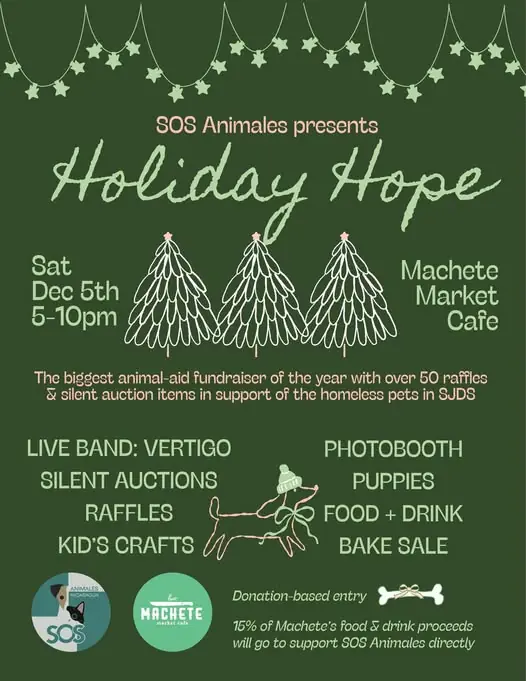 SOS Animales presents
Holiday Hope
Sat
Dec 5th
5-10pm
Machete
Market
Cafe
The biggest animal-aid fundraiser of the year with over 50 raffles
& silent auction items in support of the homeless pets in SJDS
LIVE BAND: VERTIGO
SILENT AUCTIONS
RAFFLES
KID'S CRAFTS
PHOTOBOOTH
PUPPIES
FOOD + DRINK
BAKE SALE
ANIMALES
NICARAGUA
SOS
MACHETE
market cafe
Donation-based entry
15% of Machete's food & drink proceeds
will go to support SOS Animales directly